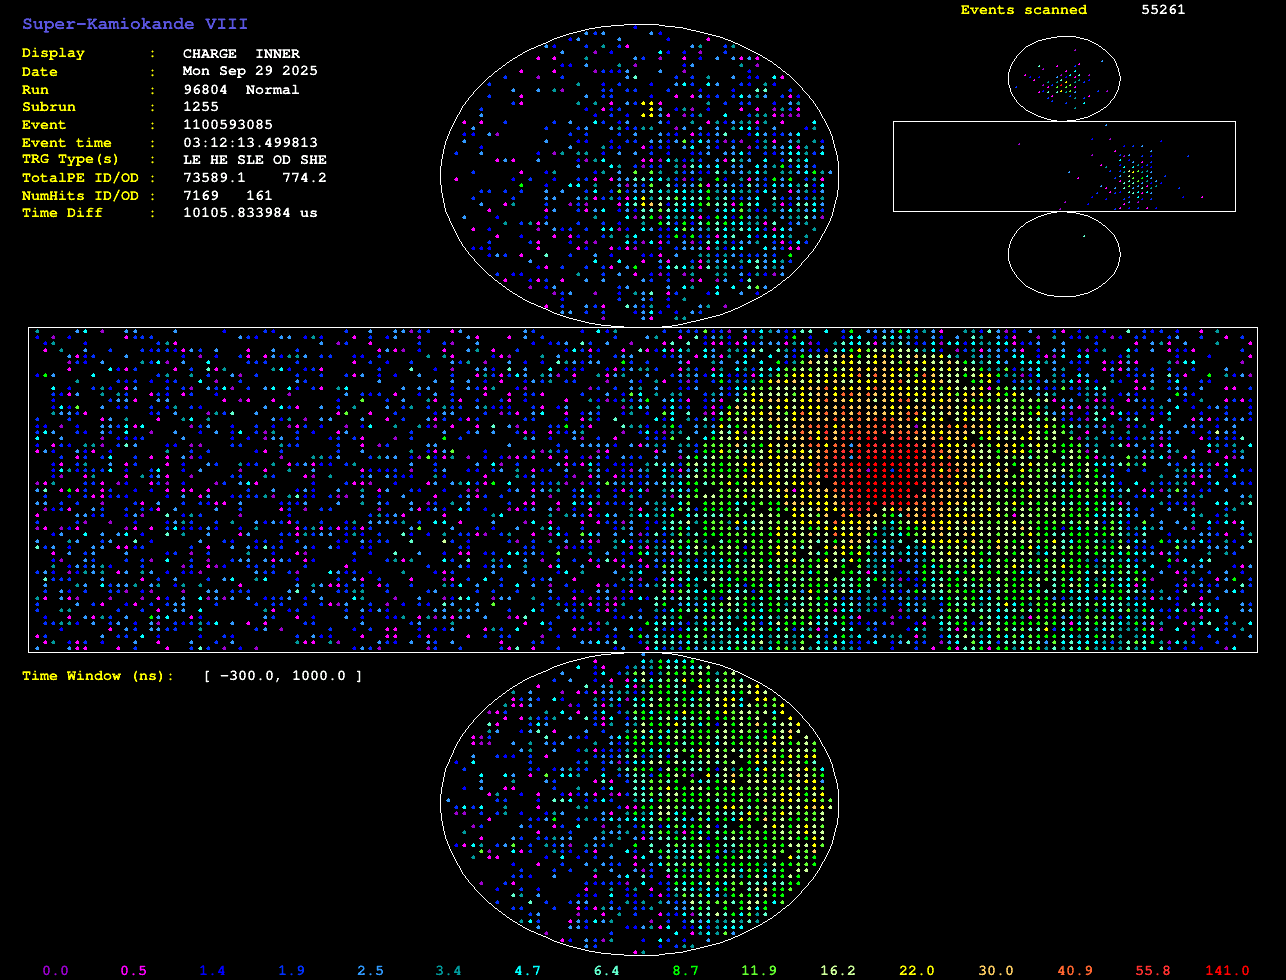 Super-Kamiokande VIII
Events scanned 55261
Display : CHARGE INNER
Date : Mon Sep 29 2025
Run : 96804 Normal
Subrun : 1255
Event : 1100593085
Event time : 03:12:13.499813
TRG Type(s) : LE HE SLE OD SHE
TotalPE ID/OD : 73589.1 774.2
NumHits ID/OD : 7169 161
Time Diff : 10105.833984 us
Time Window (ns): [ -300.0, 1000.0 ]
0.0 0.5 1.4 1.9 2.5 3.4 4.7 6.4 8.7 11.9 16.2 22.0 30.0 40.9 55.8 141.0